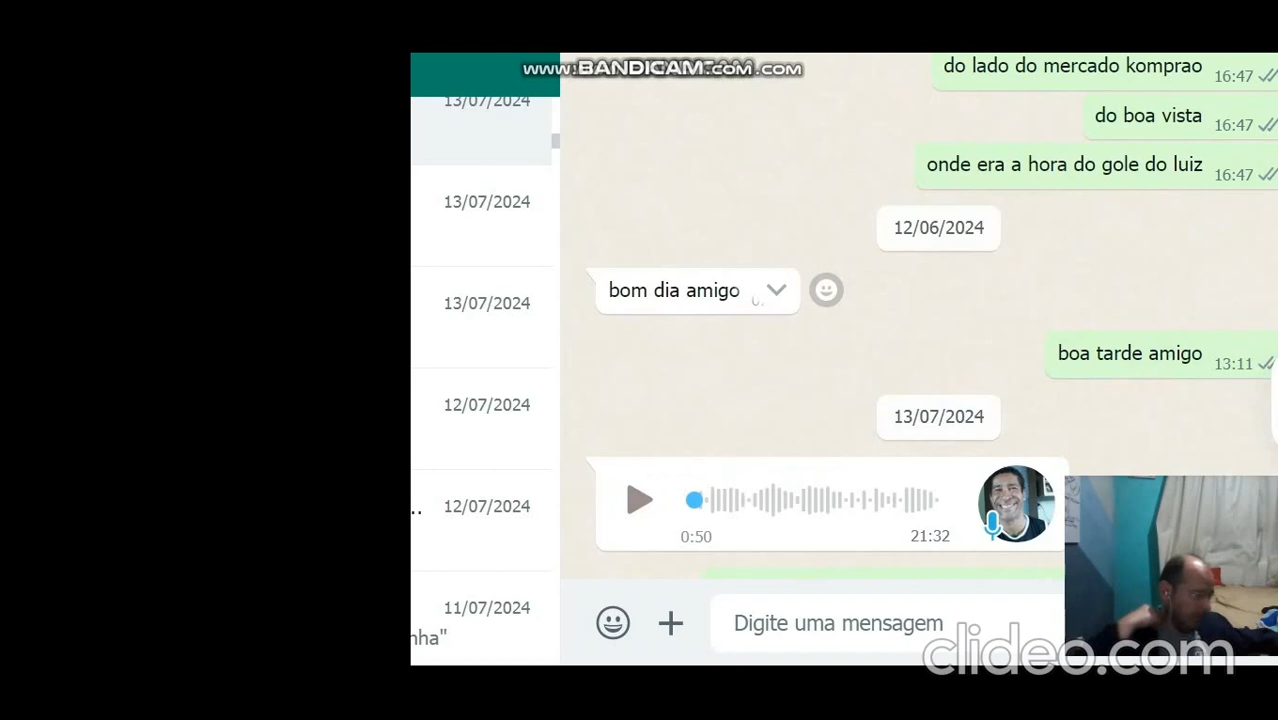 www.BANDICAM.com.com
do lado do mercado komprao 16:47
do boa vista 16:47
onde era a hora do gole do luiz 16:47
12/06/2024
bom dia amigo
boa tarde amigo 13:11
13/07/2024
0:50 21:32
Digite uma mensagem
13/07/2024
13/07/2024
13/07/2024
12/07/2024
.. 12/07/2024
11/07/2024
nha"
clideo.com